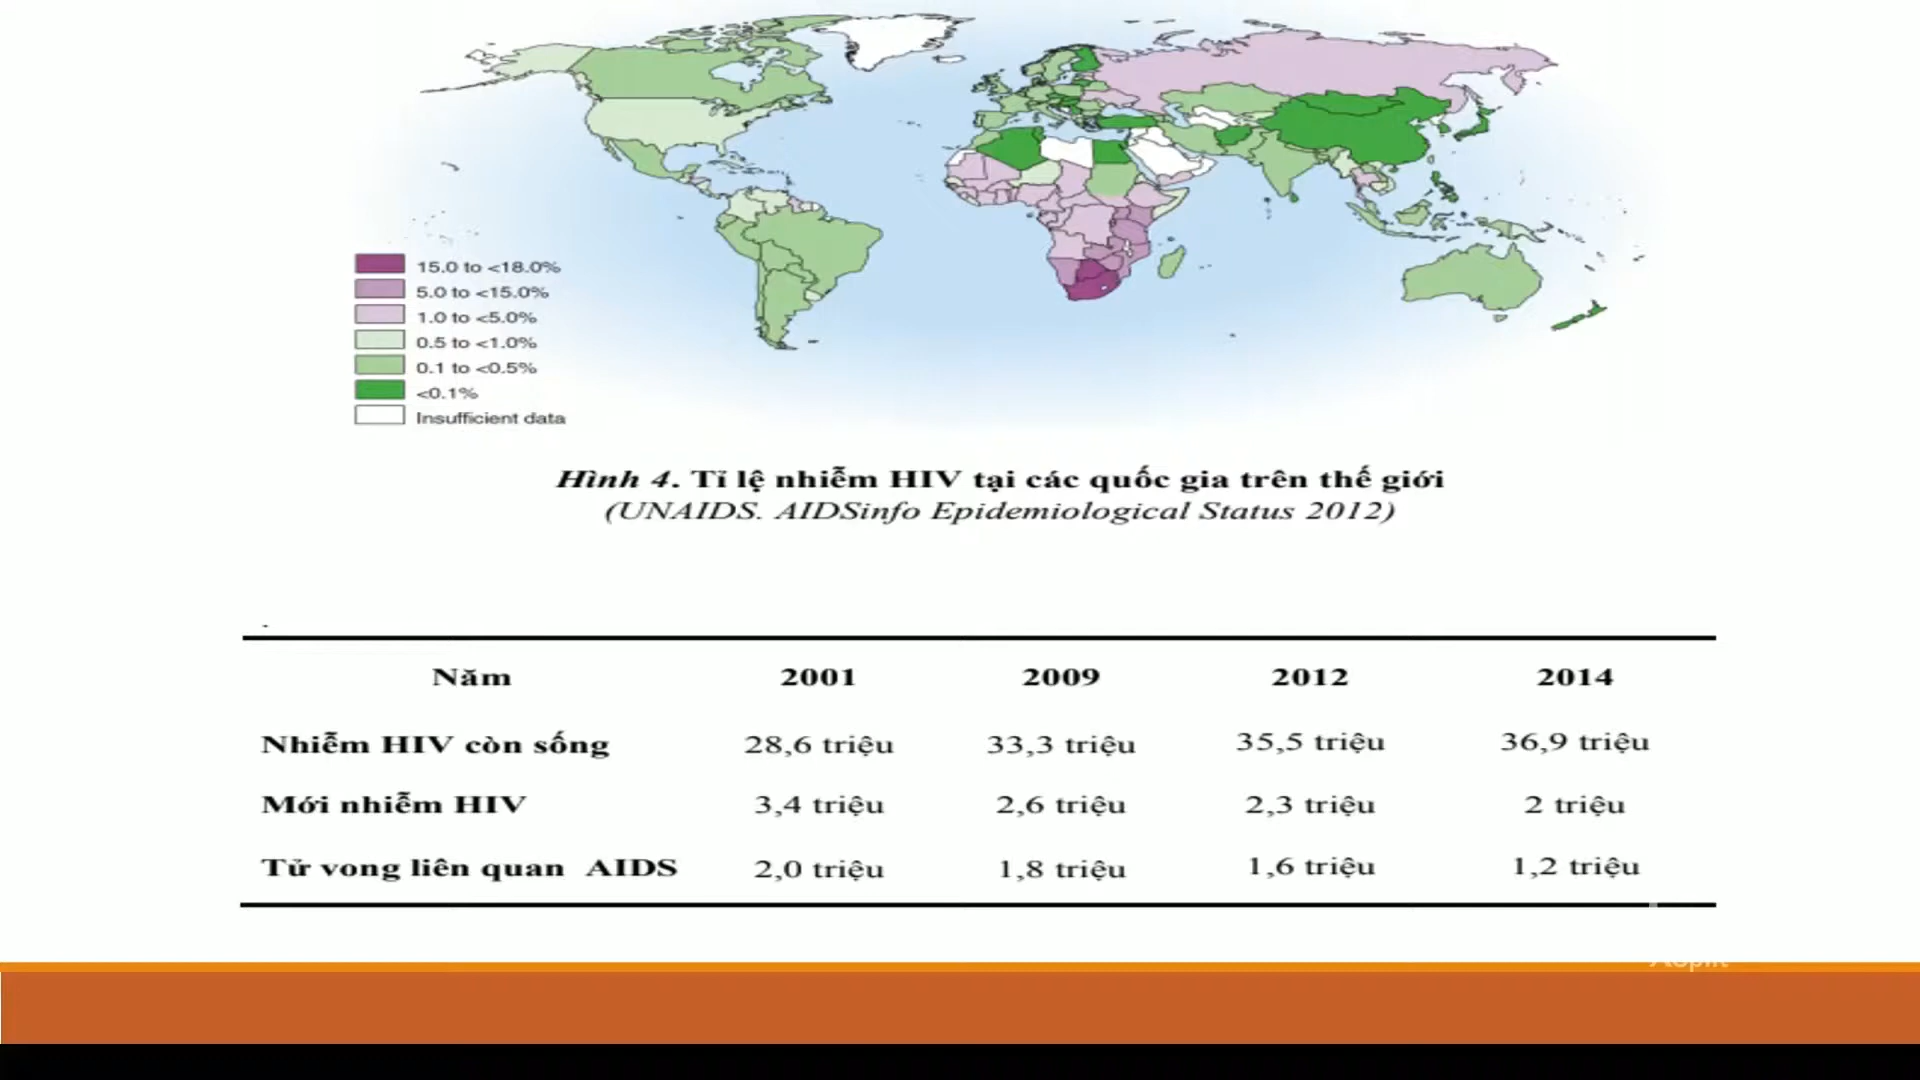 15.0 to <18.0%
5.0 to <15.0%
1.0 to <5.0%
0.5 to <1.0%
0.1 to <0.5%
<0.1%
Insufficient data
Hình 4. Tỉ lệ nhiễm HIV tại các quốc gia trên thế giới
(UNAIDS. AIDSinfo Epidemiological Status 2012)
Năm 2001 2009 2012 2014
Nhiễm HIV còn sống 28,6 triệu 33,3 triệu 35,5 triệu 36,9 triệu
Mới nhiễm HIV 3,4 triệu 2,6 triệu 2,3 triệu 2 triệu
Tử vong liên quan AIDS 2,0 triệu 1,8 triệu 1,6 triệu 1,2 triệu